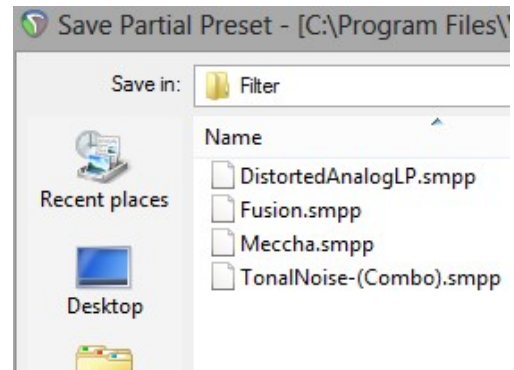 Save Partial Preset - [C:\Program Files\
Save in: Filter
Name
Recent places
DistortedAnalogLP.smpp
Fusion.smpp
Meccha.smpp
TonalNoise-(Combo).smpp
Desktop